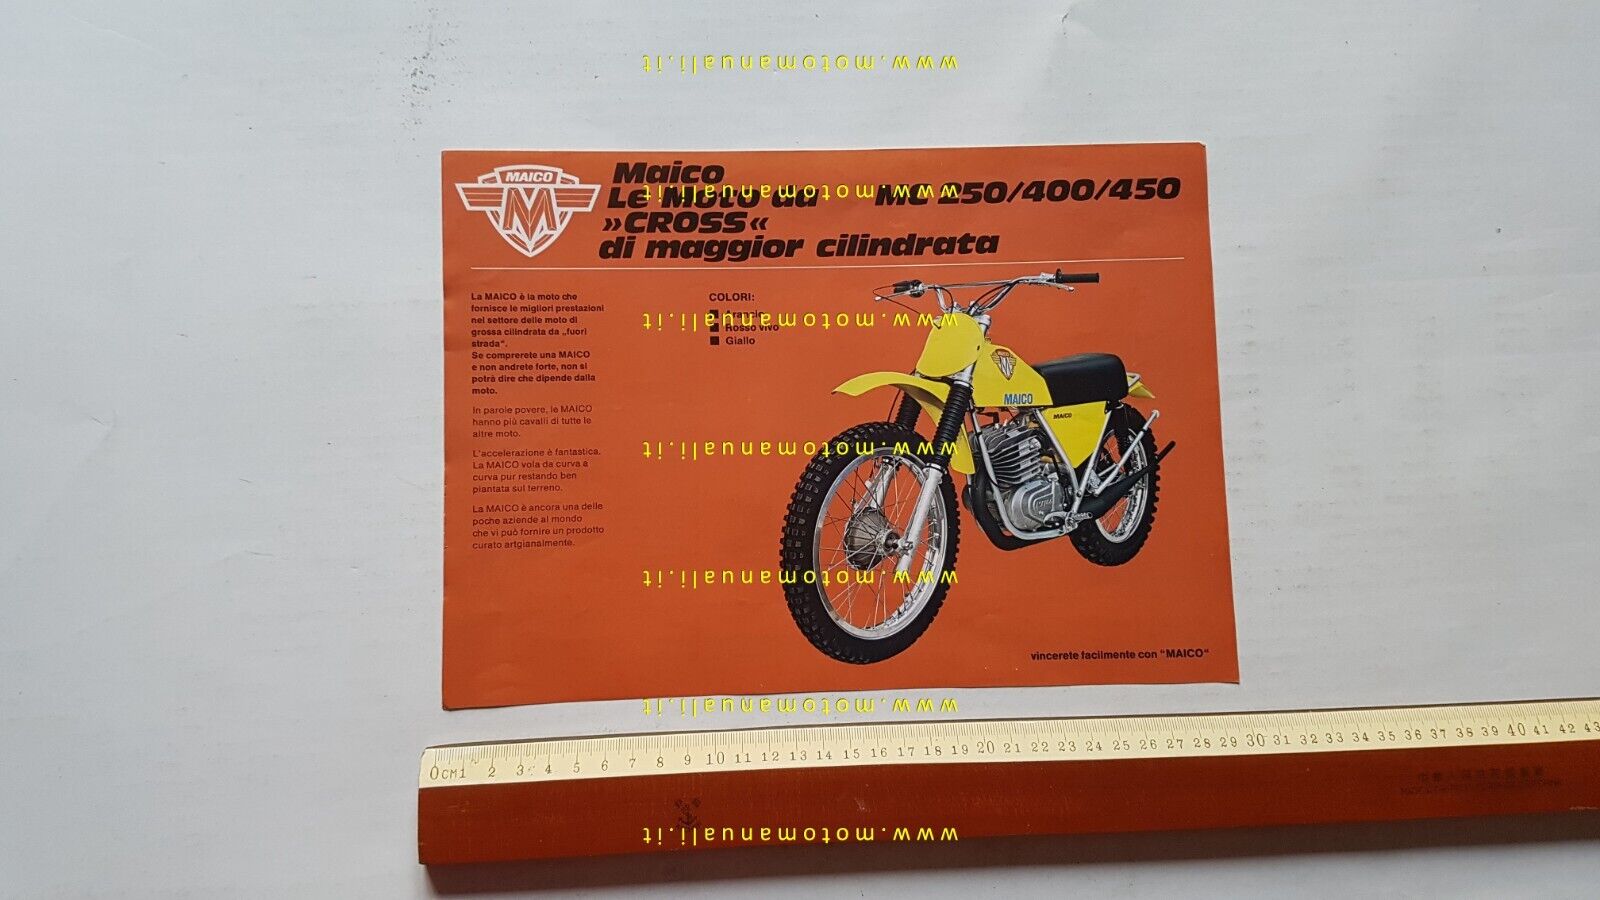 www.motomanuali.it
MAICO
M
Maico
Le Moto da
»CROSS«
di maggior cilindrata
MC 250/400/450
www.motomanuali.it
La MAICO è la moto che
fornisce le migliori prestazioni
nel settore delle moto di
grossa cilindrata da „fuori
strada“.
Se comprerete una MAICO
e non andrete forte, non si
potrà dire che dipende dalla
moto.
In parole povere, le MAICO
hanno più cavalli di tutte le
altre moto.
L'accelerazione è fantastica.
La MAICO vola da curva a
curva pur restando ben
piantata sul terreno.
La MAICO è ancora una delle
poche aziende al mondo
che vi può fornire un prodotto
curato artgianalmente.
COLORI:
Arancio
Rosso vivo
Giallo
www.motomanuali.it
M
MAICO
MAICO
www.motomanuali.it
www.motomanuali.it
vincerete facilmente con "MAICO"
www.motomanuali.it
0CM1 2 3 4 5 6 7 8 9 10 11 12 13 14 15 16 17 18 19 20 21 22 23 24 25 26 27 28 29 30 31 32 33 34 35 36 37 38 39 40 41 42 43
www.motomanuali.it